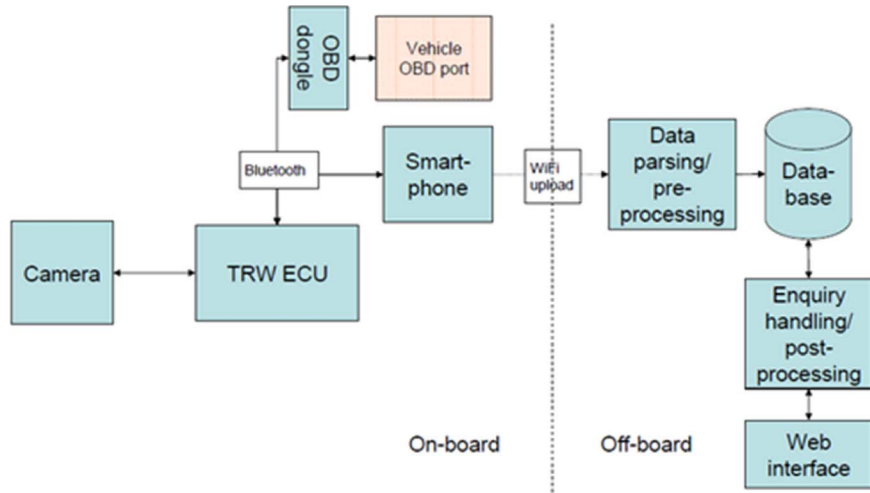 OBD
dongle
Vehicle
OBD port
Bluetooth
Smart-
phone
WiFi
upload
Data
parsing/
pre-
processing
Data-
base
Camera
TRW ECU
Enquiry
handling/
post-
processing
On-board
Off-board
Web
interface